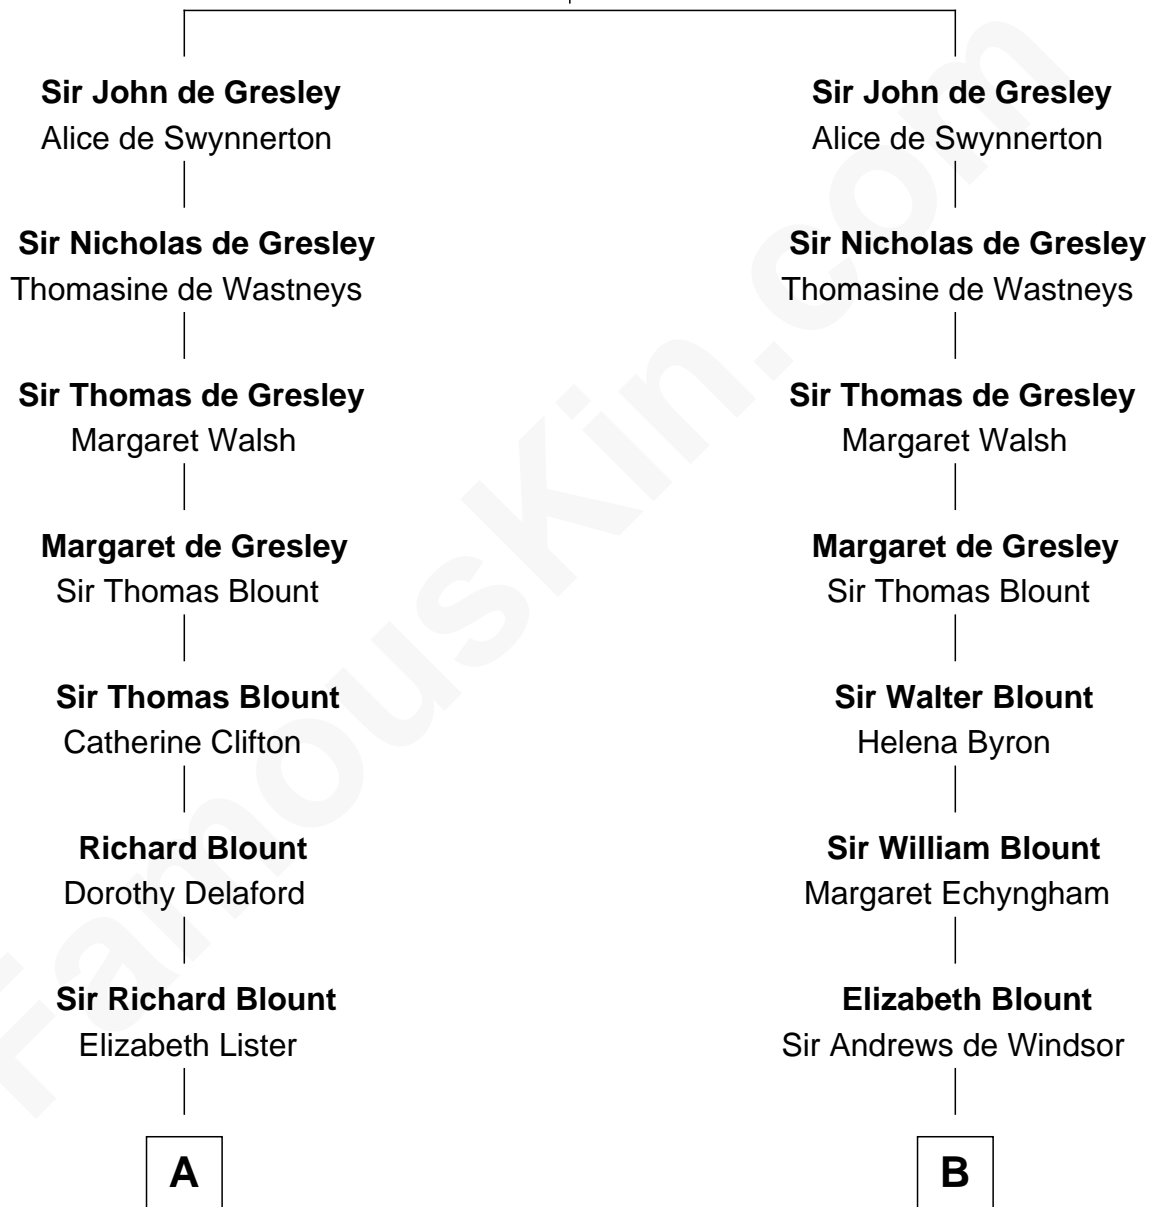 Sir John de Gresley
Alice de Swynnerton
Sir Nicholas de Gresley
Thomasine de Wastneys
Sir Thomas de Gresley
Margaret Walsh
Margaret de Gresley
Sir Thomas Blount
Sir Thomas Blount
Catherine Clifton
Richard Blount
Dorothy Delaford
Sir Richard Blount
Elizabeth Lister
A
Sir John de Gresley
Alice de Swynnerton
Sir Nicholas de Gresley
Thomasine de Wastneys
Sir Thomas de Gresley
Margaret Walsh
Margaret de Gresley
Sir Thomas Blount
Sir Walter Blount
Helena Byron
Sir William Blount
Margaret Echyngham
Elizabeth Blount
Sir Andrews de Windsor
B
FamousKin.com